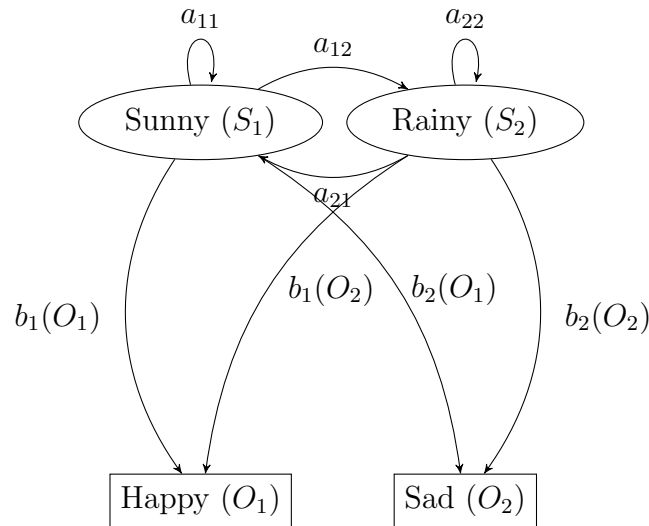 a₁₁
a₁₂
a₂₂
Sunny (S₁)
Rainy (S₂)
a₂₁
b₁(O₁)
b₁(O₂)
b₂(O₁)
b₂(O₂)
Happy (O₁)
Sad (O₂)